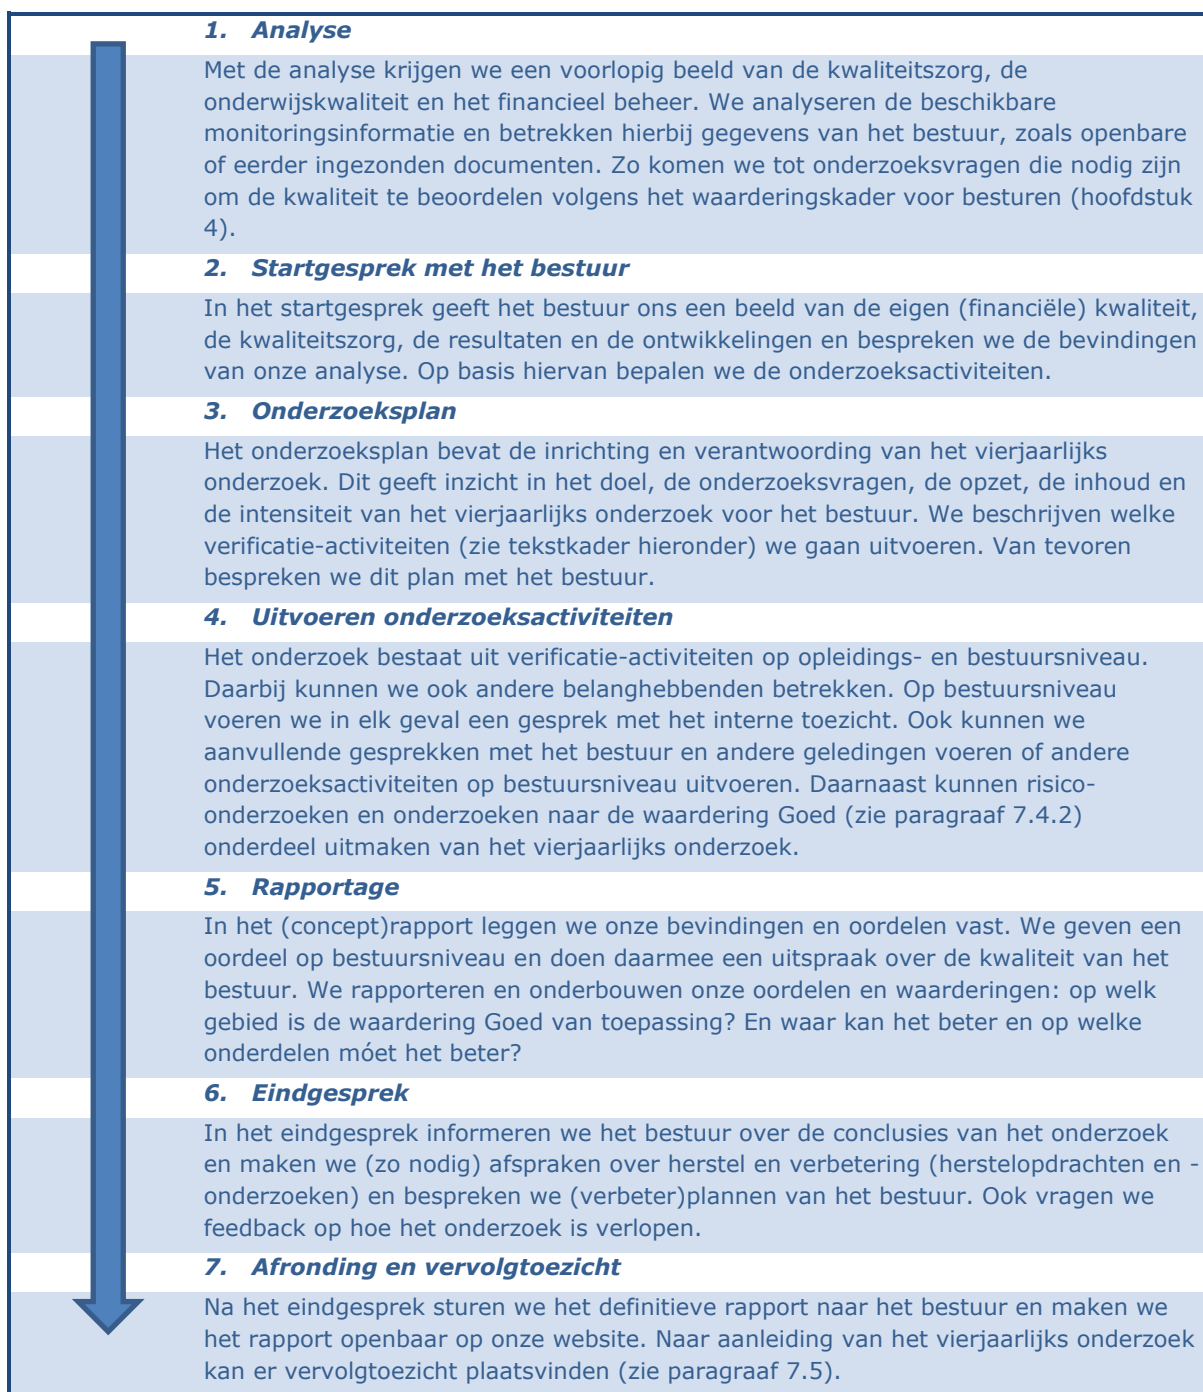 1. Analyse
Met de analyse krijgen we een voorlopig beeld van de kwaliteitszorg, de
onderwijskwaliteit en het financieel beheer. We analyseren de beschikbare
monitoringsinformatie en betrekken hierbij gegevens van het bestuur, zoals openbare
of eerder ingezonden documenten. Zo komen we tot onderzoeksvragen die nodig zijn
om de kwaliteit te beoordelen volgens het waarderingskader voor besturen (hoofdstuk
4).
2. Startgesprek met het bestuur
In het startgesprek geeft het bestuur ons een beeld van de eigen (financiële) kwaliteit,
de kwaliteitszorg, de resultaten en de ontwikkelingen en bespreken we de bevindingen
van onze analyse. Op basis hiervan bepalen we de onderzoeksactiviteiten.
3. Onderzoeksplan
Het onderzoeksplan bevat de inrichting en verantwoording van het vierjaarlijks
onderzoek. Dit geeft inzicht in het doel, de onderzoeksvragen, de opzet, de inhoud en
de intensiteit van het vierjaarlijks onderzoek voor het bestuur. We beschrijven welke
verificatie-activiteiten (zie tekstkader hieronder) we gaan uitvoeren. Van tevoren
bespreken we dit plan met het bestuur.
4. Uitvoeren onderzoeksactiviteiten
Het onderzoek bestaat uit verificatie-activiteiten op opleidings- en bestuursniveau.
Daarbij kunnen we ook andere belanghebbenden betrekken. Op bestuursniveau
voeren we in elk geval een gesprek met het interne toezicht. Ook kunnen we
aanvullende gesprekken met het bestuur en andere geledingen voeren of andere
onderzoeksactiviteiten op bestuursniveau uitvoeren. Daarnaast kunnen risico-
onderzoeken en onderzoeken naar de waardering Goed (zie paragraaf 7.4.2)
onderdeel uitmaken van het vierjaarlijks onderzoek.
5. Rapportage
In het (concept)rapport leggen we onze bevindingen en oordelen vast. We geven een
oordeel op bestuursniveau en doen daarmee een uitspraak over de kwaliteit van het
bestuur. We rapporteren en onderbouwen onze oordelen en waarderingen: op welk
gebied is de waardering Goed van toepassing? En waar kan het beter en op welke
onderdelen móet het beter?
6. Eindgesprek
In het eindgesprek informeren we het bestuur over de conclusies van het onderzoek
en maken we (zo nodig) afspraken over herstel en verbetering (herstelopdrachten en -
onderzoeken) en bespreken we (verbeter)plannen van het bestuur. Ook vragen we
feedback op hoe het onderzoek is verlopen.
7. Afronding en vervolgtoezicht
Na het eindgesprek sturen we het definitieve rapport naar het bestuur en maken we
het rapport openbaar op onze website. Naar aanleiding van het vierjaarlijks onderzoek
kan er vervolgtoezicht plaatsvinden (zie paragraaf 7.5).